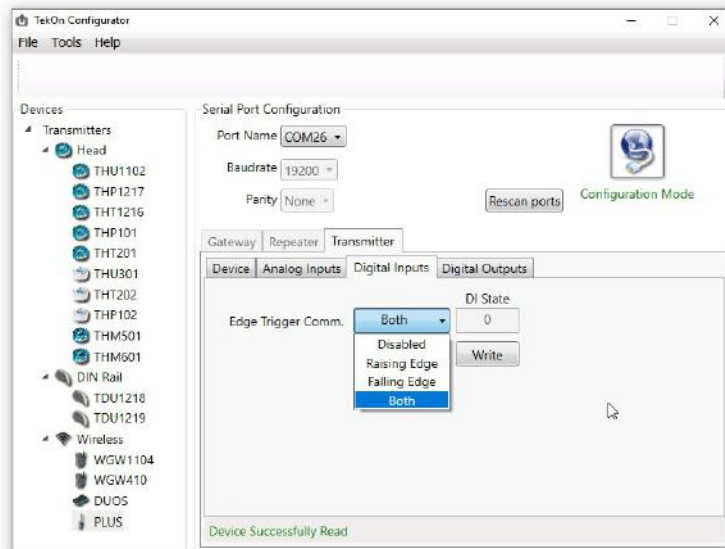 TekOn Configurator
File Tools Help
Devices
Transmitters
Head
THU1102
THP1217
THT1216
THP101
THT201
THU301
THT202
THP102
THM501
THM601
DIN Rail
TDU1218
TDU1219
Wireless
WGW1104
WGW410
DUOS
PLUS
Serial Port Configuration
Port Name COM26
Baudrate 19200
Parity None
Rescan ports
Configuration Mode
Gateway Repeater Transmitter
Device Analog Inputs Digital Inputs Digital Outputs
DI State
Edge Trigger Comm. Both 0
Disabled
Write
Raising Edge
Falling Edge
Both
Device Successfully Read